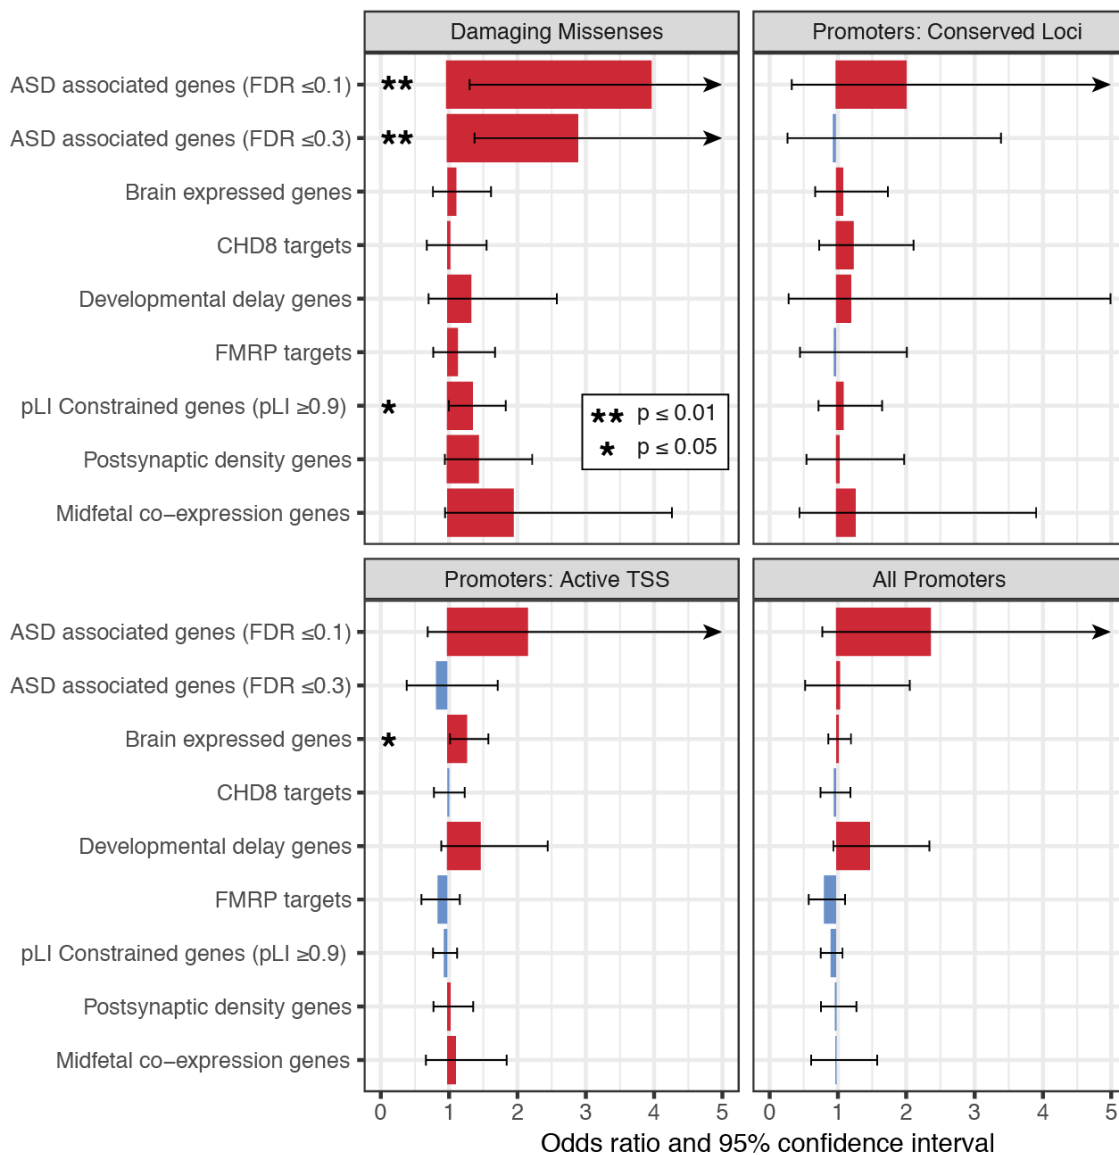 Damaging Missenses
Promoters: Conserved Loci
ASD associated genes (FDR ≤0.1)
ASD associated genes (FDR ≤0.3)
Brain expressed genes
CHD8 targets
Developmental delay genes
FMRP targets
pLI Constrained genes (pLI ≥0.9)
Postsynaptic density genes
Midfetal co−expression genes
** p ≤ 0.01
* p ≤ 0.05
Promoters: Active TSS
All Promoters
ASD associated genes (FDR ≤0.1)
ASD associated genes (FDR ≤0.3)
Brain expressed genes
CHD8 targets
Developmental delay genes
FMRP targets
pLI Constrained genes (pLI ≥0.9)
Postsynaptic density genes
Midfetal co−expression genes
0 1 2 3 4 5
0 1 2 3 4 5
Odds ratio and 95% confidence interval